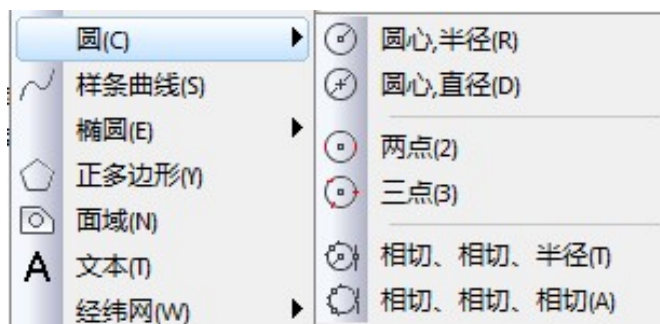 圆(C)
样条曲线(S)
椭圆(E)
正多边形(Y)
面域(N)
文本(T)
经纬网(W)
圆心,半径(R)
圆心,直径(D)
两点(2)
三点(3)
相切、相切、半径(T)
相切、相切、相切(A)